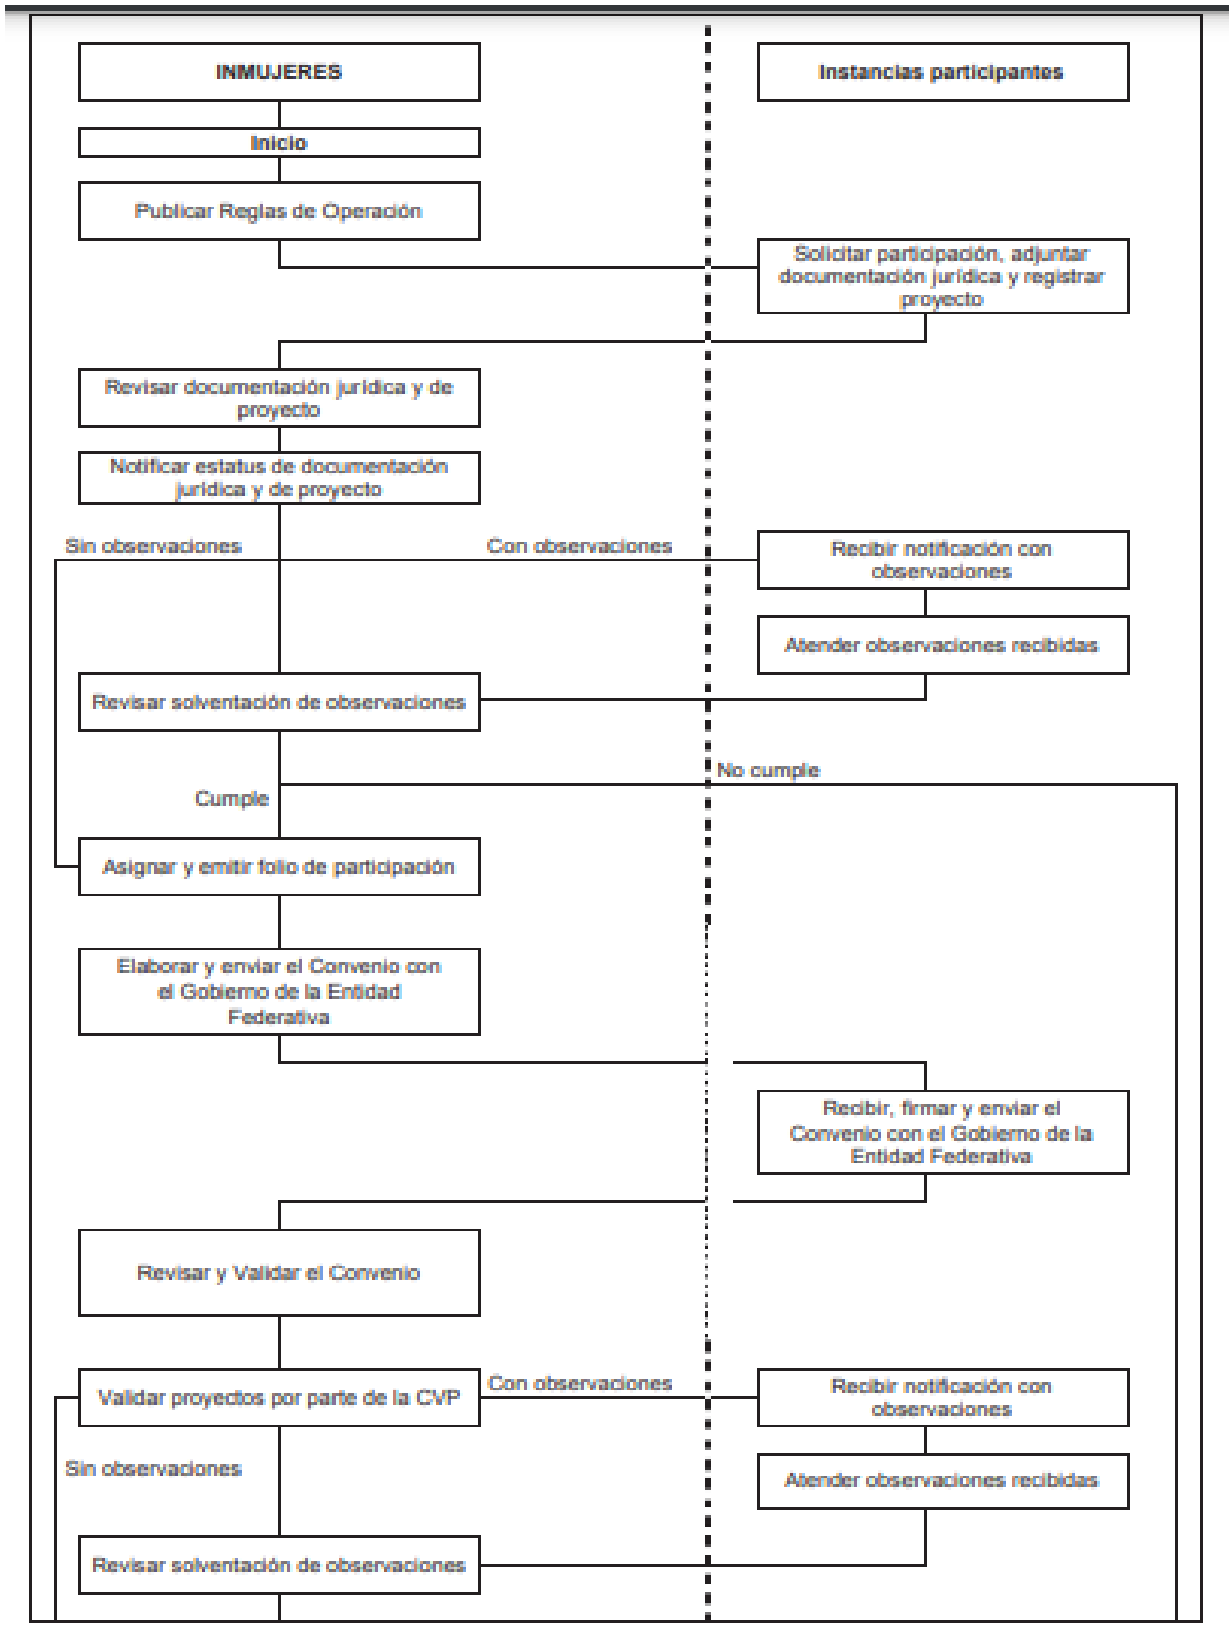 INMUJERES
Instancias participantes
Inicio
Publicar Reglas de Operación
Solicitar participación, adjuntar
documentación jurídica y registrar
proyecto
Revisar documentación jurídica y de
proyecto
Notificar estatus de documentación
jurídica y de proyecto
Sin observaciones
Con observaciones
Recibir notificación con
observaciones
Atender observaciones recibidas
Revisar solventación de observaciones
No cumple
Cumple
Asignar y emitir folio de participación
Elaborar y enviar el Convenio con
el Gobierno de la Entidad
Federativa
Recibir, firmar y enviar el
Convenio con el Gobierno de la
Entidad Federativa
Revisar y Validar el Convenio
Validar proyectos por parte de la CVP
Con observaciones
Recibir notificación con
observaciones
Sin observaciones
Atender observaciones recibidas
Revisar solventación de observaciones